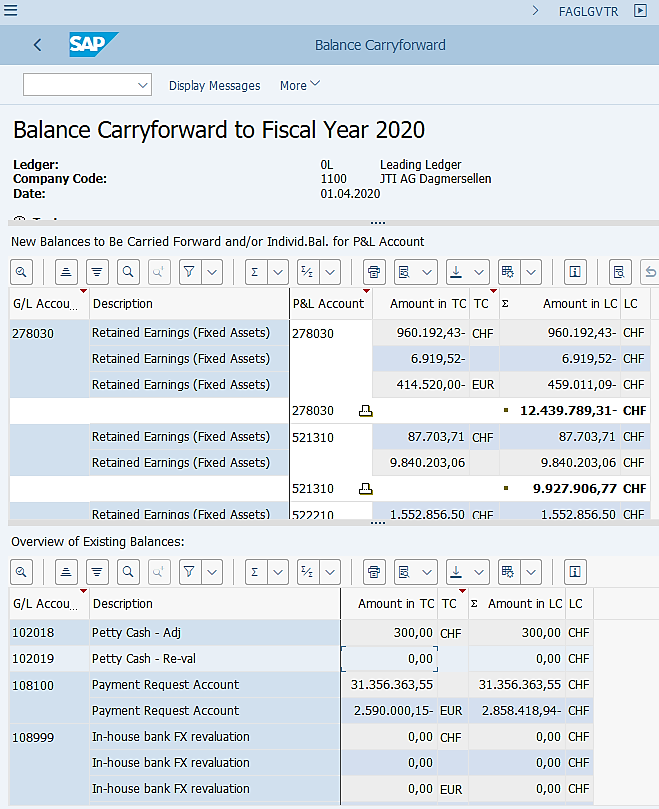 FAGLGVTR
SAP Balance Carryforward
Display Messages More
Balance Carryforward to Fiscal Year 2020
Ledger: 0L Leading Ledger
Company Code: 1100 JTI AG Dagmersellen
Date: 01.04.2020
New Balances to Be Carried Forward and/or Individ.Bal. for P&L Account
G/L Accou... Description P&L Account Amount in TC TC Σ Amount in LC LC
278030 Retained Earnings (Fixed Assets) 278030 960.192,43- CHF 960.192,43- CHF
Retained Earnings (Fixed Assets) 6.919,52- 6.919,52- CHF
Retained Earnings (Fixed Assets) 414.520,00- EUR 459.011,09- CHF
278030 12.439.789,31- CHF
Retained Earnings (Fixed Assets) 521310 87.703,71 CHF 87.703,71 CHF
Retained Earnings (Fixed Assets) 9.840.203,06 9.840.203,06 CHF
521310 9.927.906,77 CHF
Retained Earnings (Fixed Assets) 522210 1.552.856,50 CHF 1.552.856,50 CHF
Overview of Existing Balances:
G/L Accou... Description Amount in TC TC Σ Amount in LC LC
102018 Petty Cash - Adj 300,00 CHF 300,00 CHF
102019 Petty Cash - Re-val 0,00 0,00 CHF
108100 Payment Request Account 31.356.363,55 31.356.363,55 CHF
Payment Request Account 2.590.000,15- EUR 2.858.418,94- CHF
108999 In-house bank FX revaluation 0,00 CHF 0,00 CHF
In-house bank FX revaluation 0,00 0,00 CHF
In-house bank FX revaluation 0,00 EUR 0,00 CHF